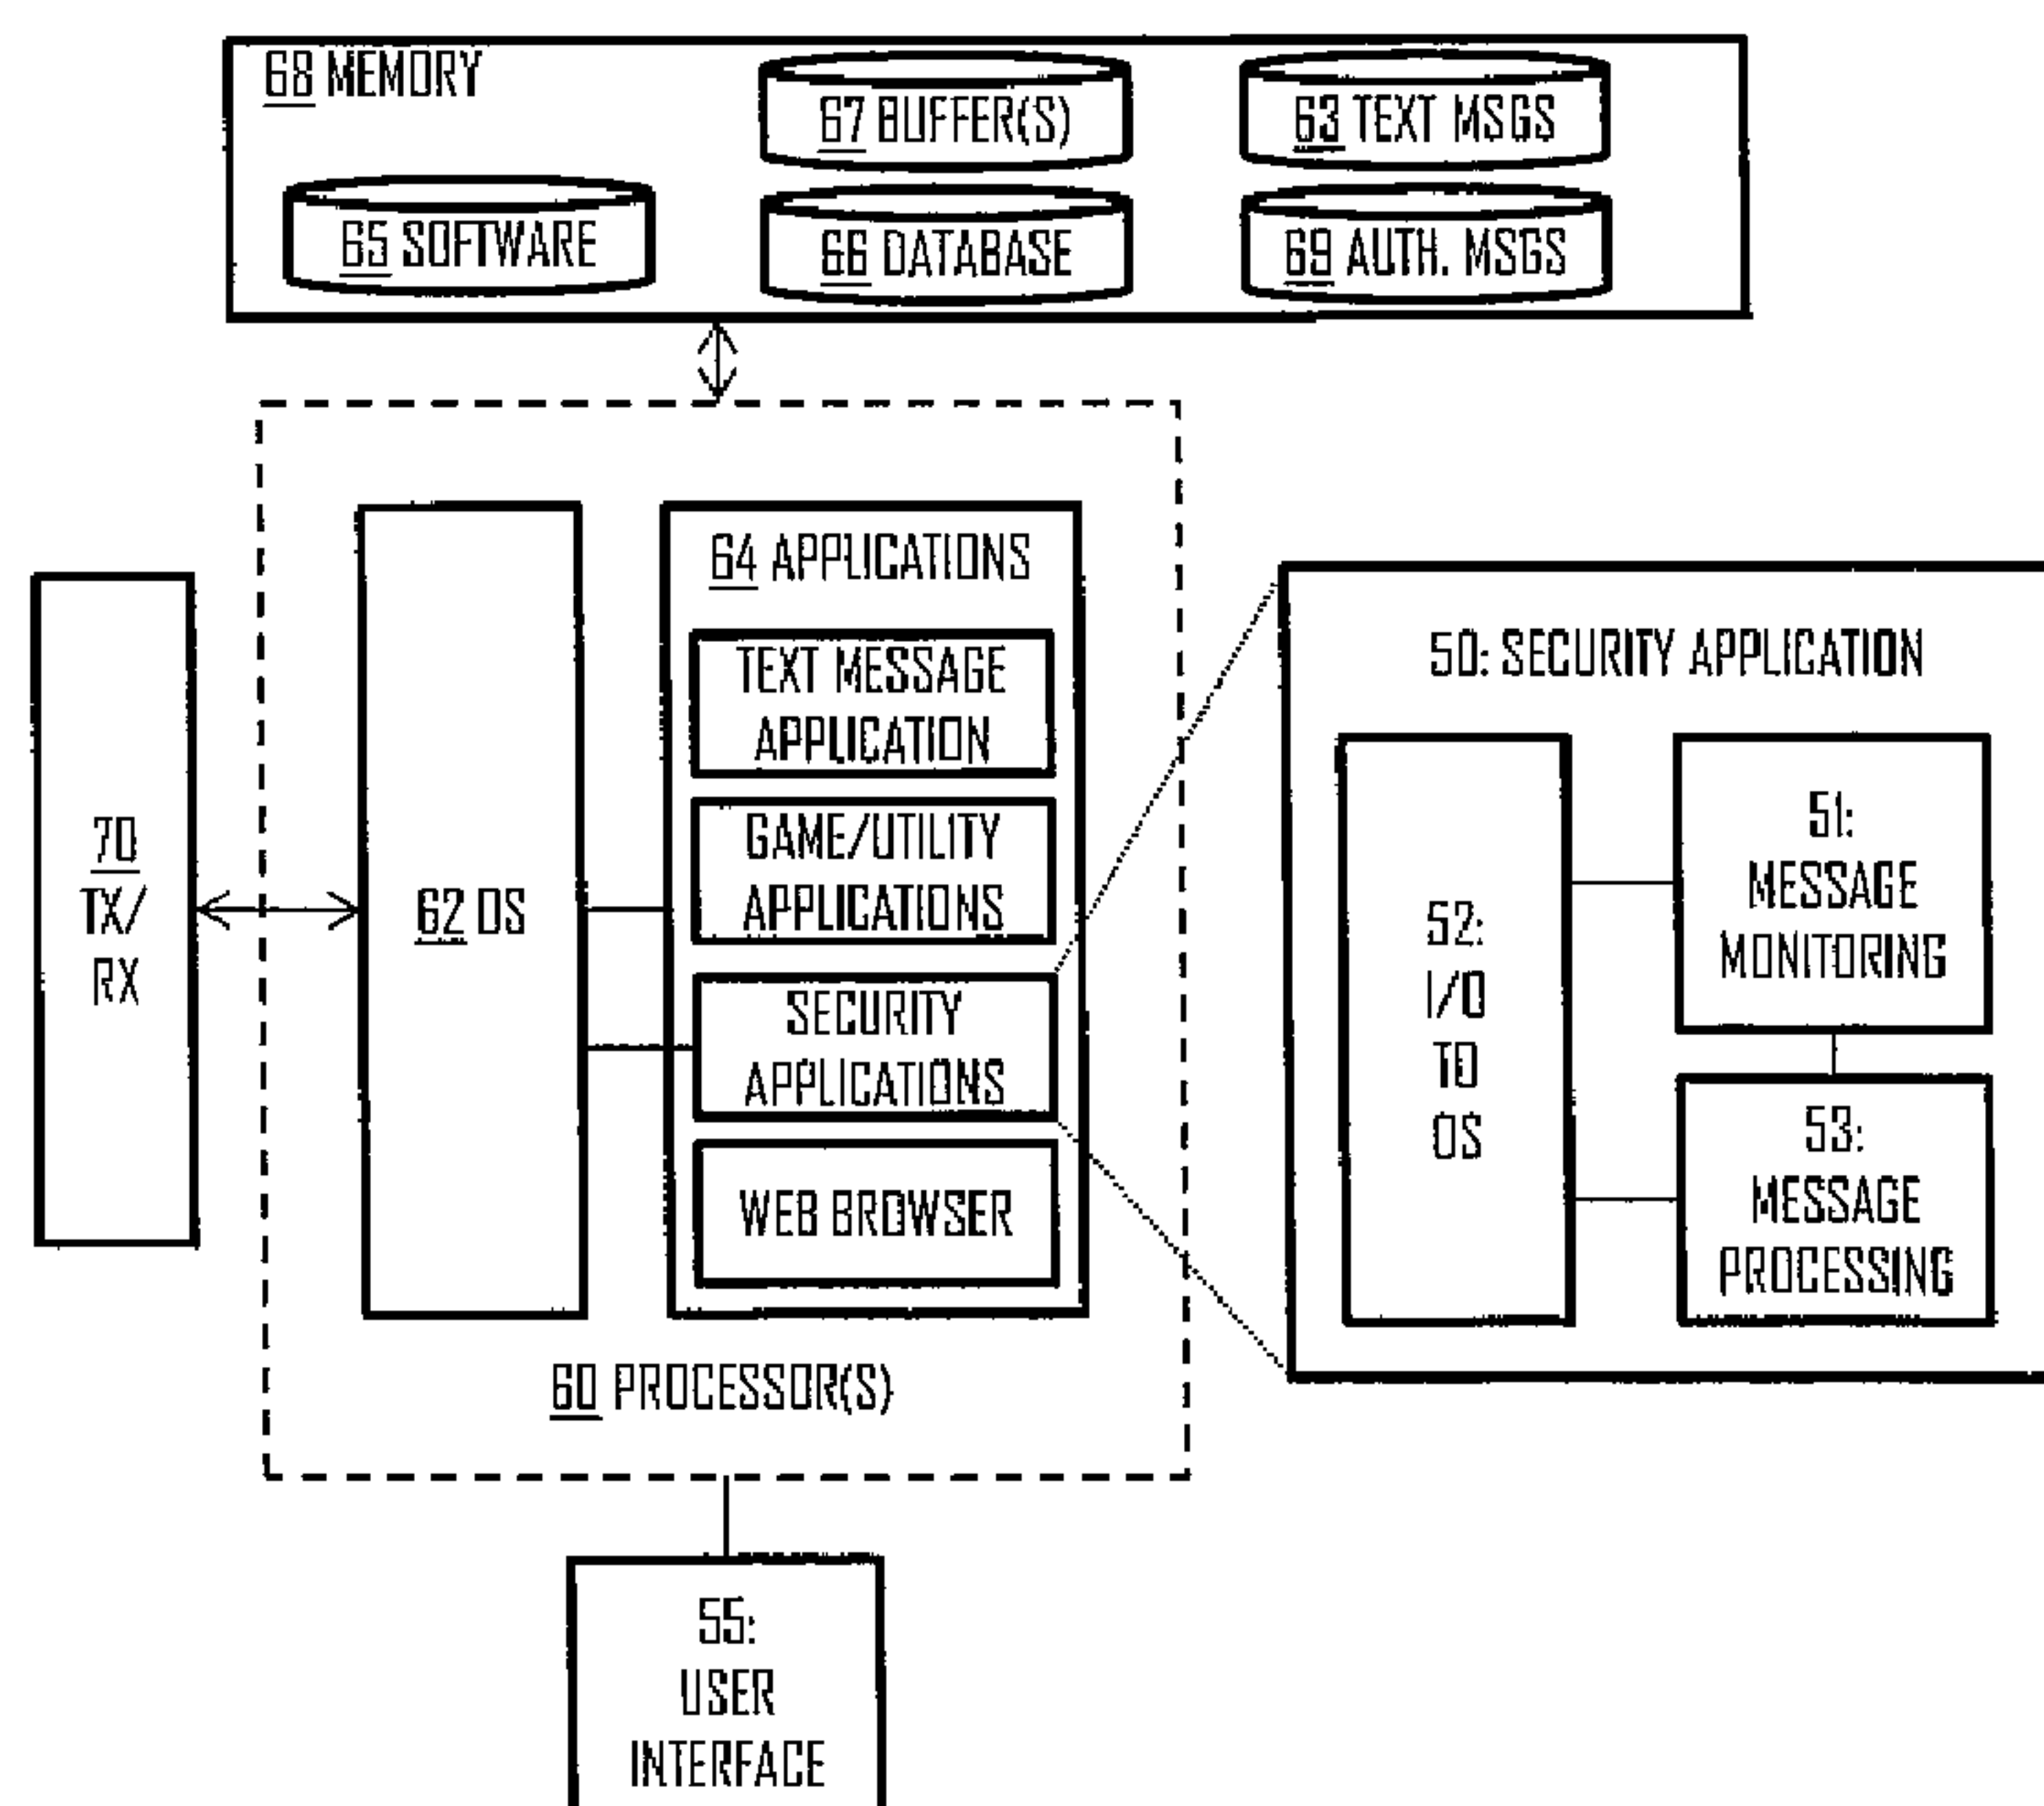 68 MEMORY
67 BUFFER(S)
63 TEXT MSGS
65 SOFTWARE
66 DATABASE
69 AUTH. MSGS
64 APPLICATIONS
TEXT MESSAGE
APPLICATION
GAME/UTILITY
APPLICATIONS
SECURITY
APPLICATIONS
WEB BROWSER
70
TX/
RX
62 OS
60 PROCESSOR(S)
50: SECURITY APPLICATION
52:
I/O
TO
OS
51:
MESSAGE
MONITORING
53:
MESSAGE
PROCESSING
55:
USER
INTERFACE